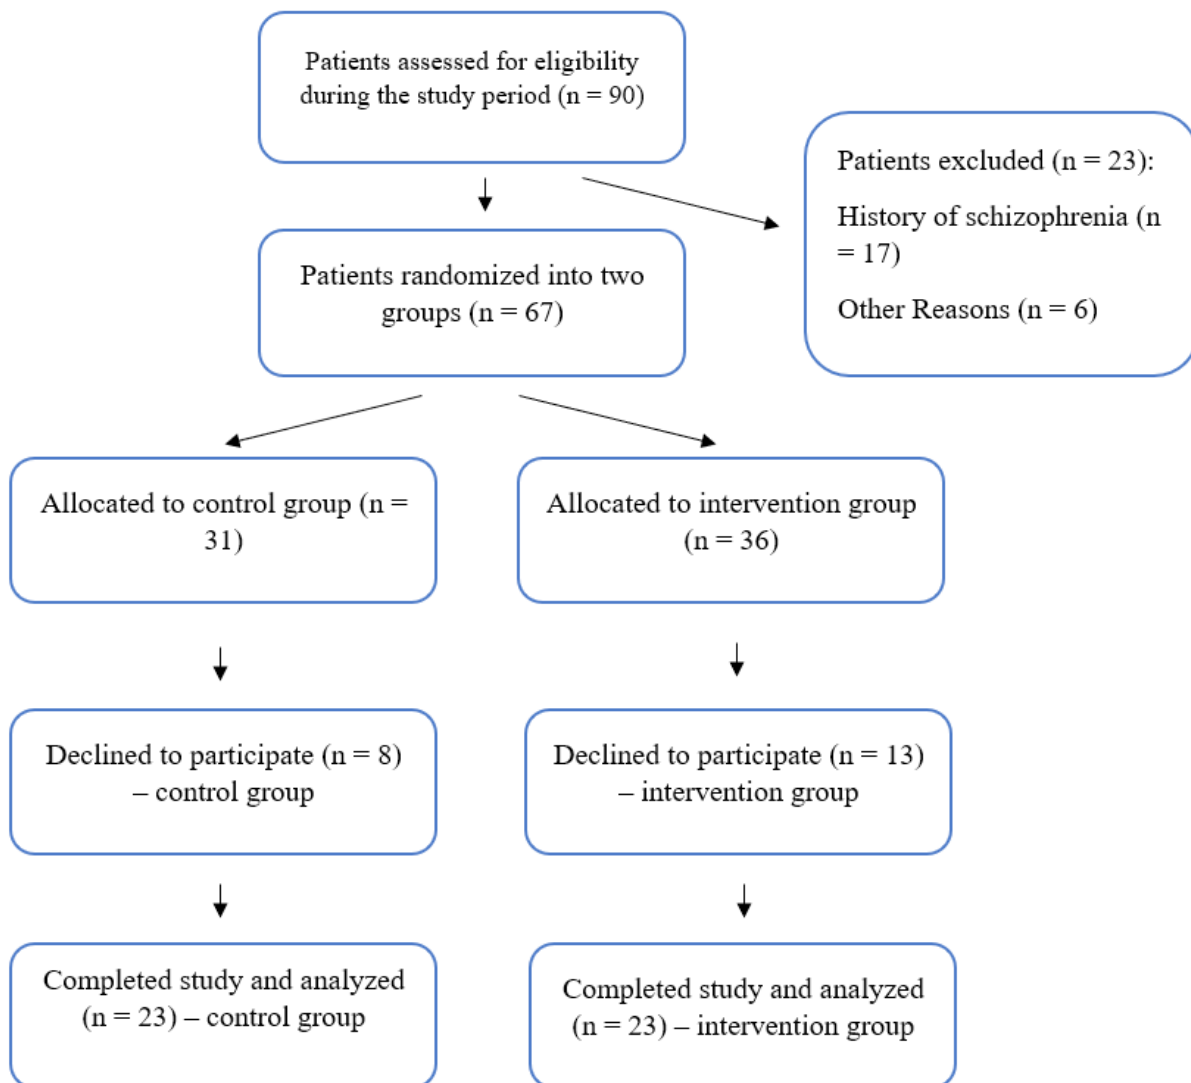 Patients assessed for eligibility
during the study period (n = 90)
Patients excluded (n = 23):
History of schizophrenia (n
= 17)
Other Reasons (n = 6)
Patients randomized into two
groups (n = 67)
Allocated to control group (n =
31)
Allocated to intervention group
(n = 36)
Declined to participate (n = 8)
– control group
Declined to participate (n = 13)
– intervention group
Completed study and analyzed
(n = 23) – control group
Completed study and analyzed
(n = 23) – intervention group